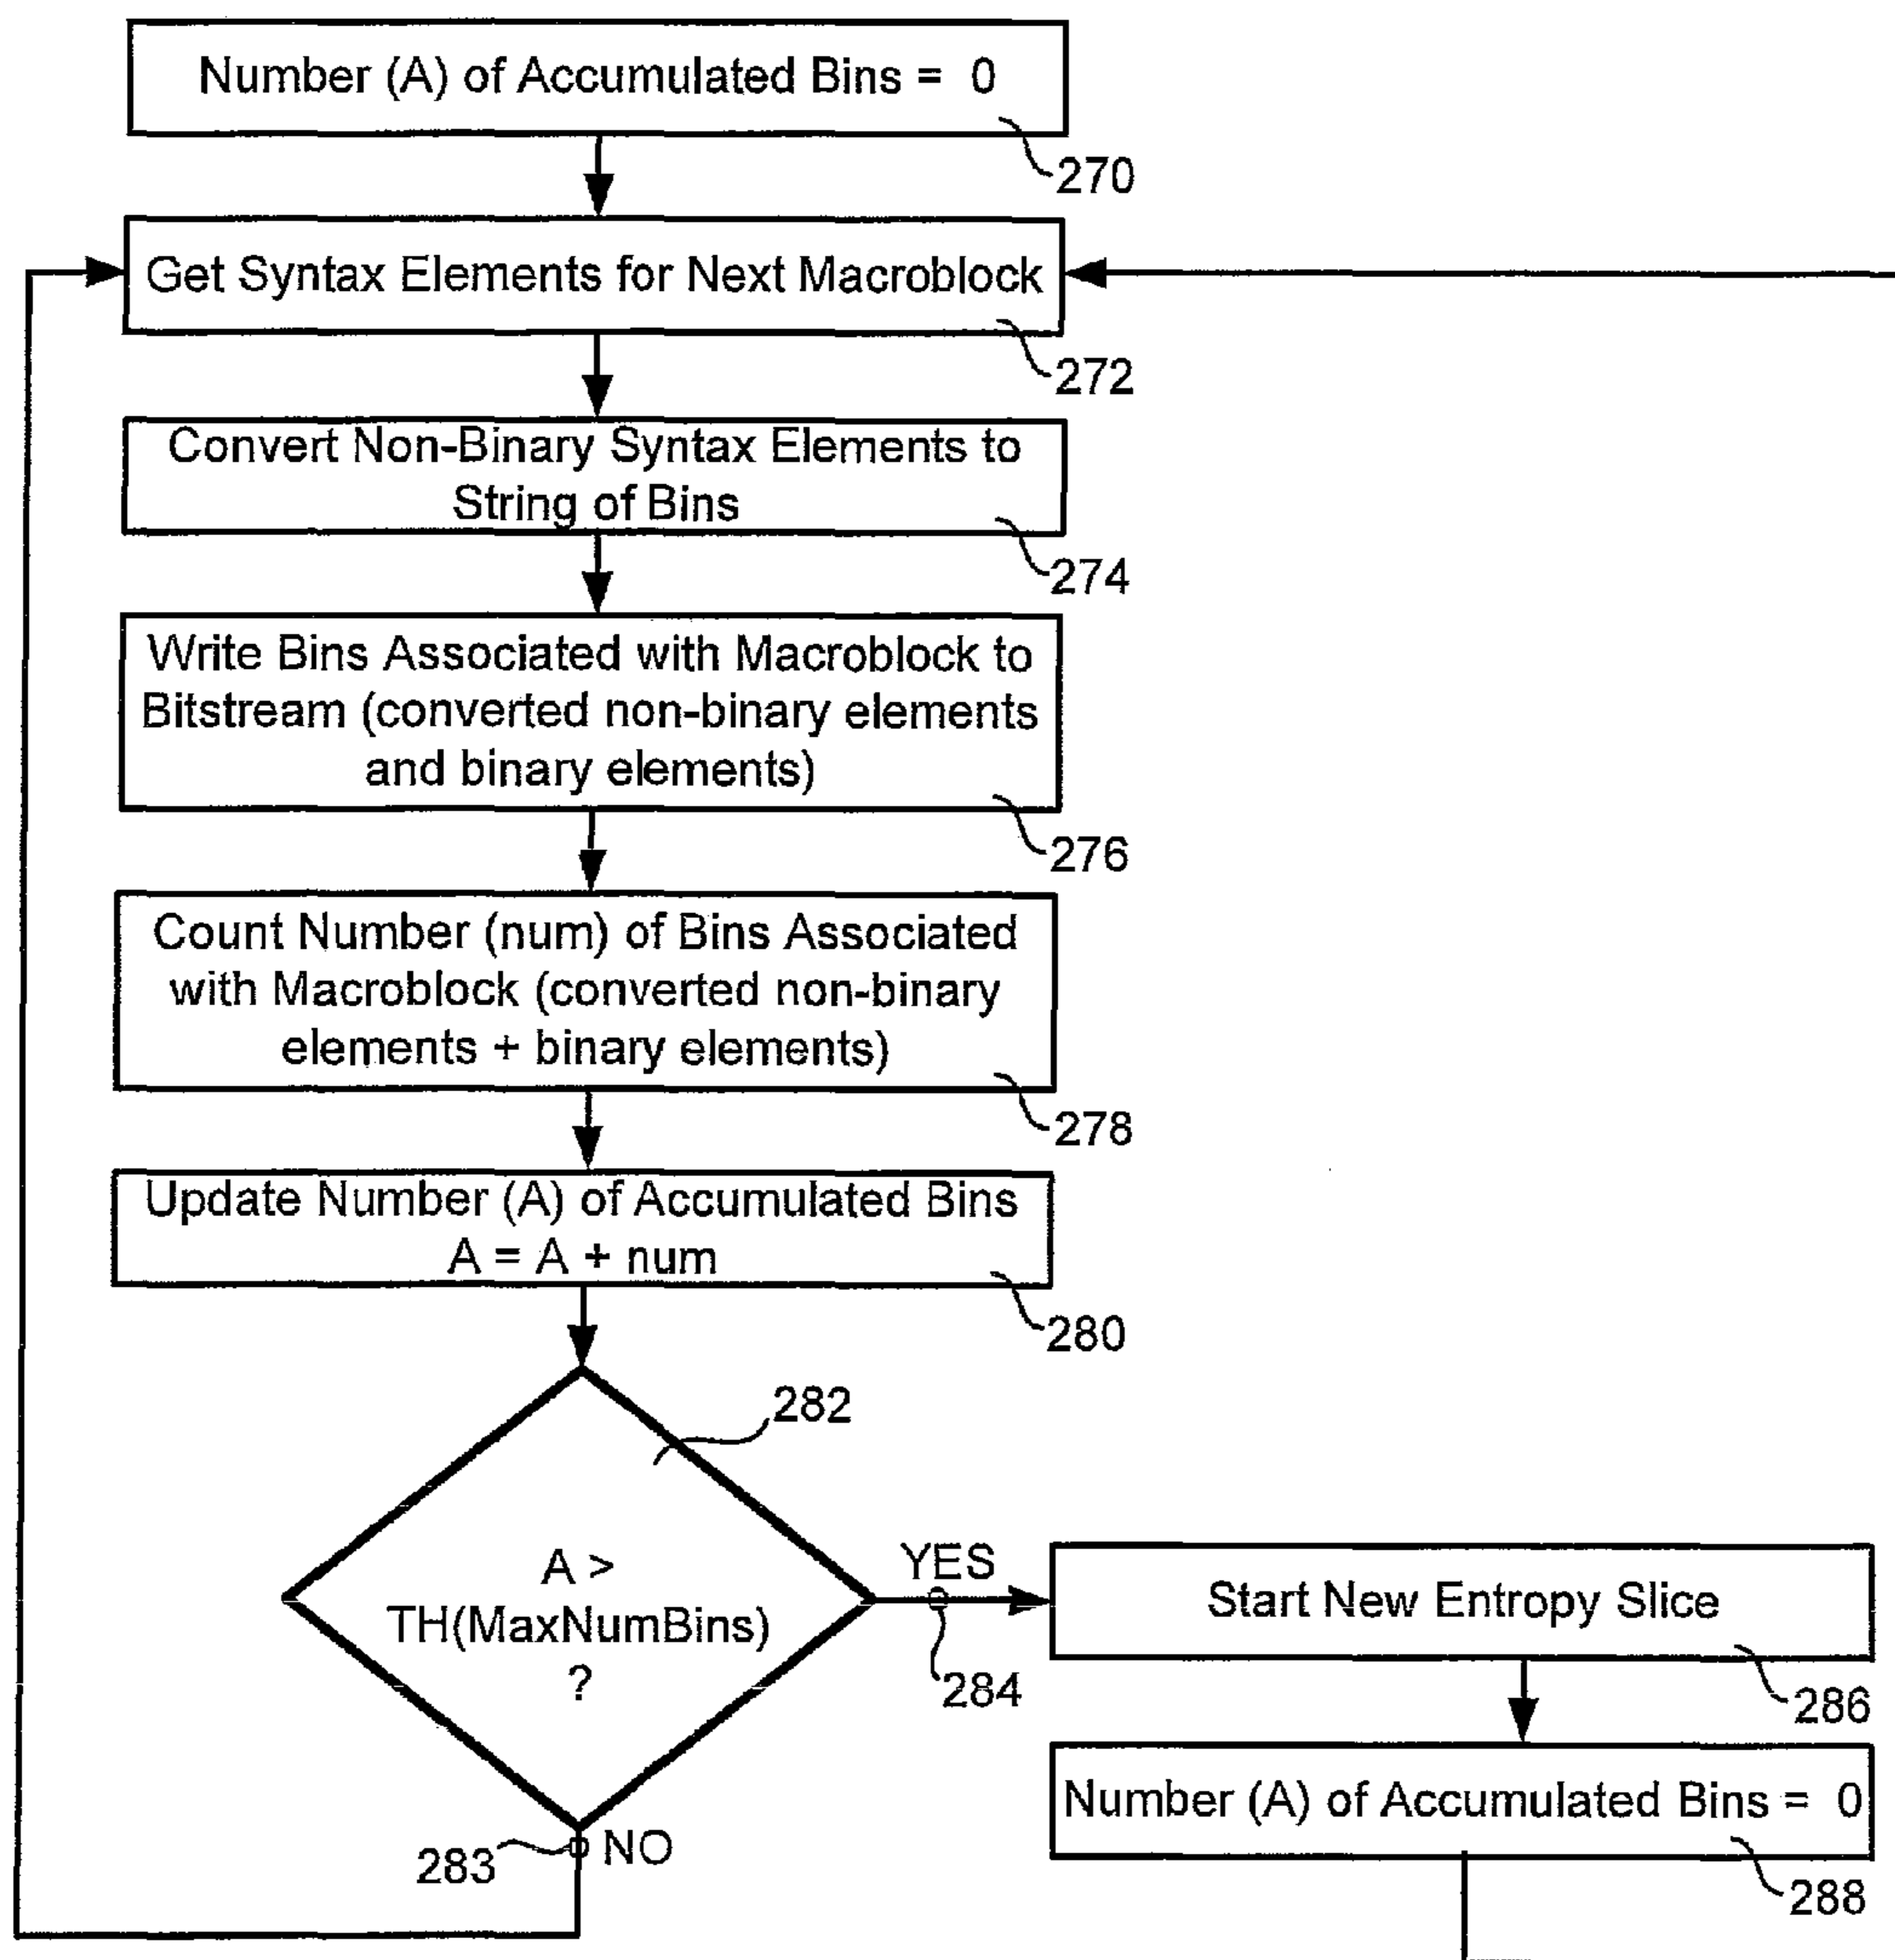 Number (A) of Accumulated Bins = 0
270
Get Syntax Elements for Next Macroblock
272
Convert Non-Binary Syntax Elements to
String of Bins
274
Write Bins Associated with Macroblock to
Bitstream (converted non-binary elements
and binary elements)
276
Count Number (num) of Bins Associated
with Macroblock (converted non-binary
elements + binary elements)
278
Update Number (A) of Accumulated Bins
A = A + num
280
282
A >
TH(MaxNumBins)
?
YES
284
Start New Entropy Slice
286
Number (A) of Accumulated Bins = 0
288
283
NO